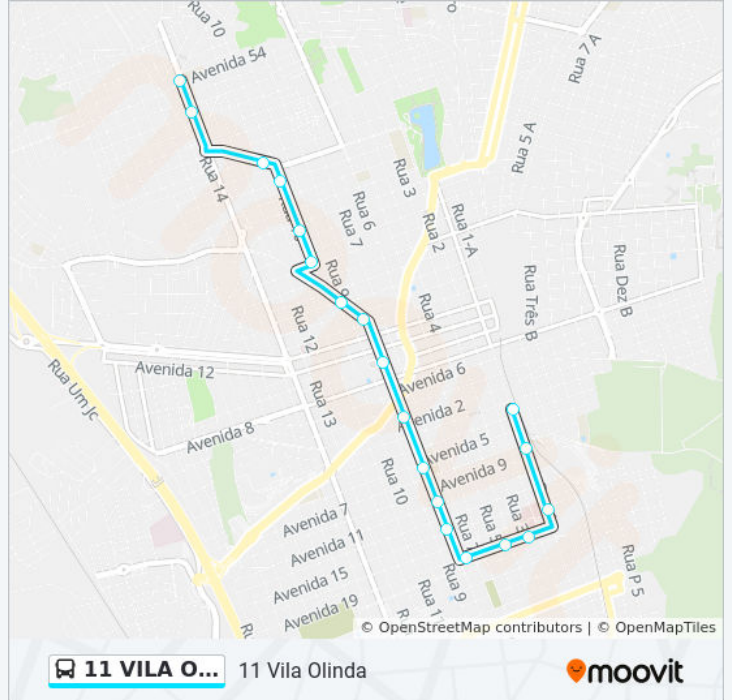 Rua 10
Avenida 54
Rua 7 A
Rua 5 A
Rua 14
Rua 3
Rua 6
Rua 7
Rua 2
Rua 1-A
Rua 9
Rua Dez B
Rua Três B
Rua 4
Rua 12
Avenida 12
Rua Um Jc
Avenida 6
Rua 13
Avenida 2
Avenida 8
Avenida 5
Avenida 9
Rua 10
Avenida 7
Avenida 11
Avenida 15
Avenida 19
Rua 9
Rua P 5
© OpenStreetMap contributors | © OpenMapTiles
11 VILA O... 11 Vila Olinda
moovit